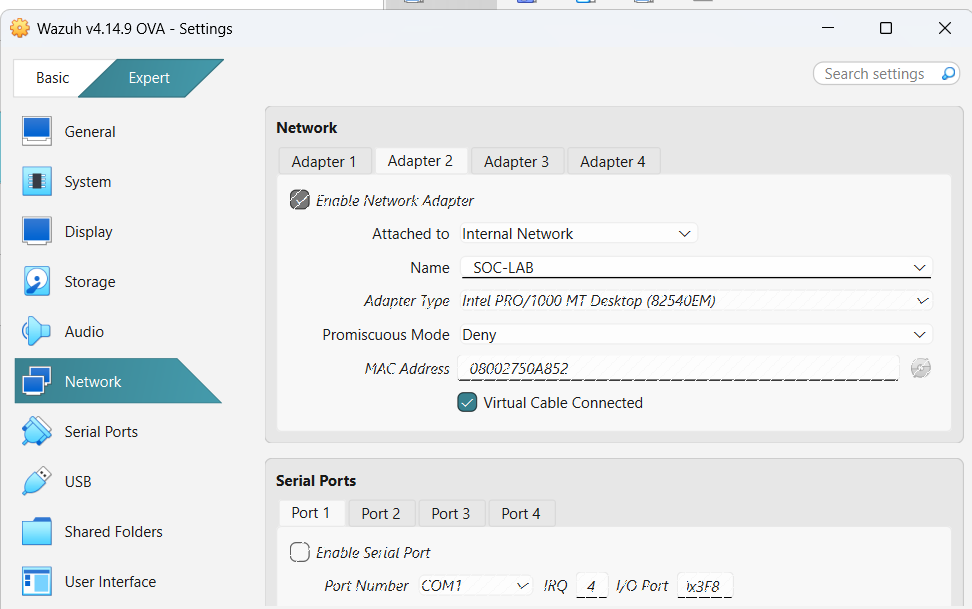 Wazuh v4.14.9 OVA - Settings
Basic
Expert
Search settings
General
System
Display
Storage
Audio
Network
Serial Ports
USB
Shared Folders
User Interface
Network
Adapter 1
Adapter 2
Adapter 3
Adapter 4
Enable Network Adapter
Attached to Internal Network
Name SOC-LAB
Adapter Type Intel PRO/1000 MT Desktop (82540EM)
Promiscuous Mode Deny
MAC Address 08002750A852
Virtual Cable Connected
Serial Ports
Port 1
Port 2
Port 3
Port 4
Enable Serial Port
Port Number COM1 IRQ 4 I/O Port 0x3F8